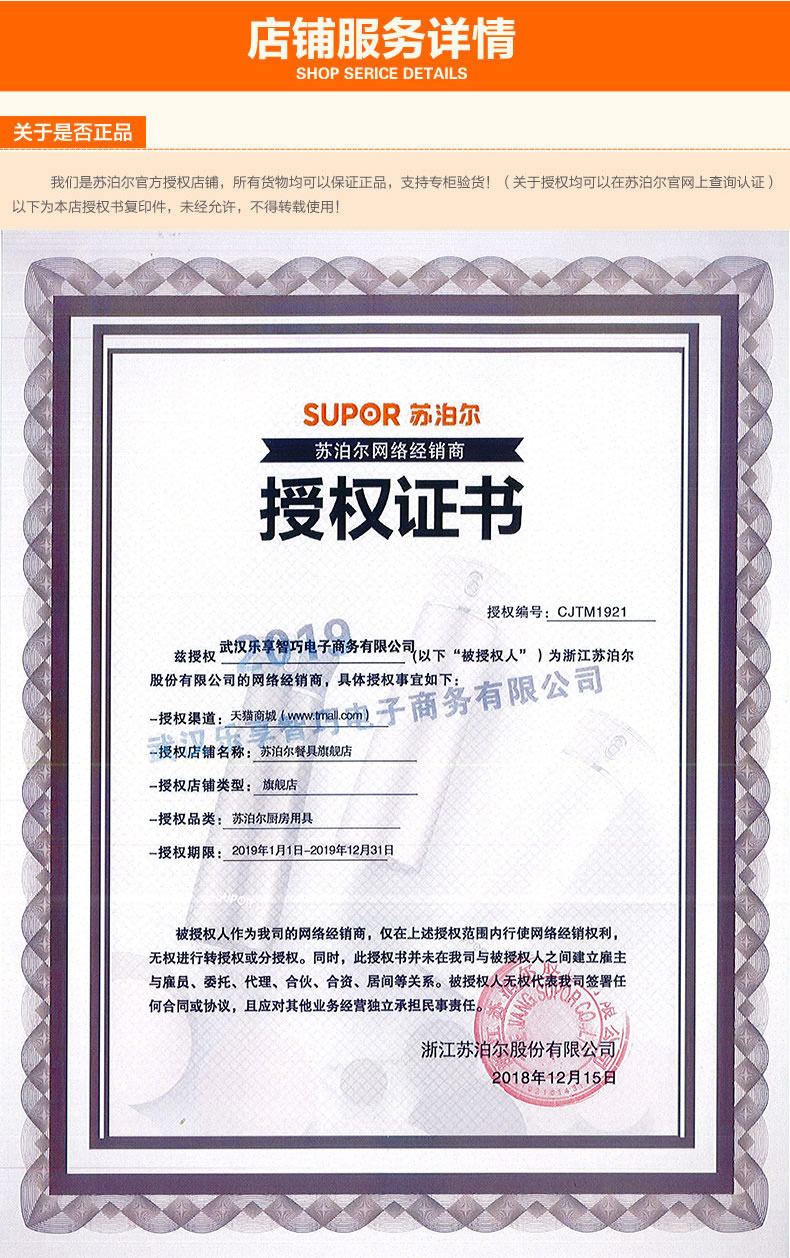 店铺服务详情
SHOP SERICE DETAILS
关于是否正品
我们是苏泊尔官方授权店铺，所有货物均可以保证正品，支持专柜验货！（关于授权均可以在苏泊尔官网上查询认证）
以下为本店授权书复印件，未经允许，不得转载使用！
SUPOR 苏泊尔
苏泊尔网络经销商
授权证书
授权编号：CJTM1921
2019
兹授权 武汉乐享智巧电子商务有限公司（以下“被授权人”）为浙江苏泊尔
股份有限公司的网络经销商，具体授权事宜如下：
武汉乐享智巧电子商务有限公司
-授权渠道：天猫商城（www.tmall.com）
-授权店铺名称：苏泊尔餐具旗舰店
-授权店铺类型：旗舰店
-授权品类：苏泊尔厨房用具
-授权期限：2019年1月1日-2019年12月31日
SUPOR
被授权人作为我司的网络经销商，仅在上述授权范围内行使网络经销权利，
无权进行转授权或分授权。同时，此授权书并未在我司与被授权人之间建立雇主
与雇员、委托、代理、合伙、合资、居间等关系。被授权人无权代表我司签署任
何合同或协议，且应对其他业务经营独立承担民事责任。
浙江苏泊尔股份有限公司
2018年12月15日